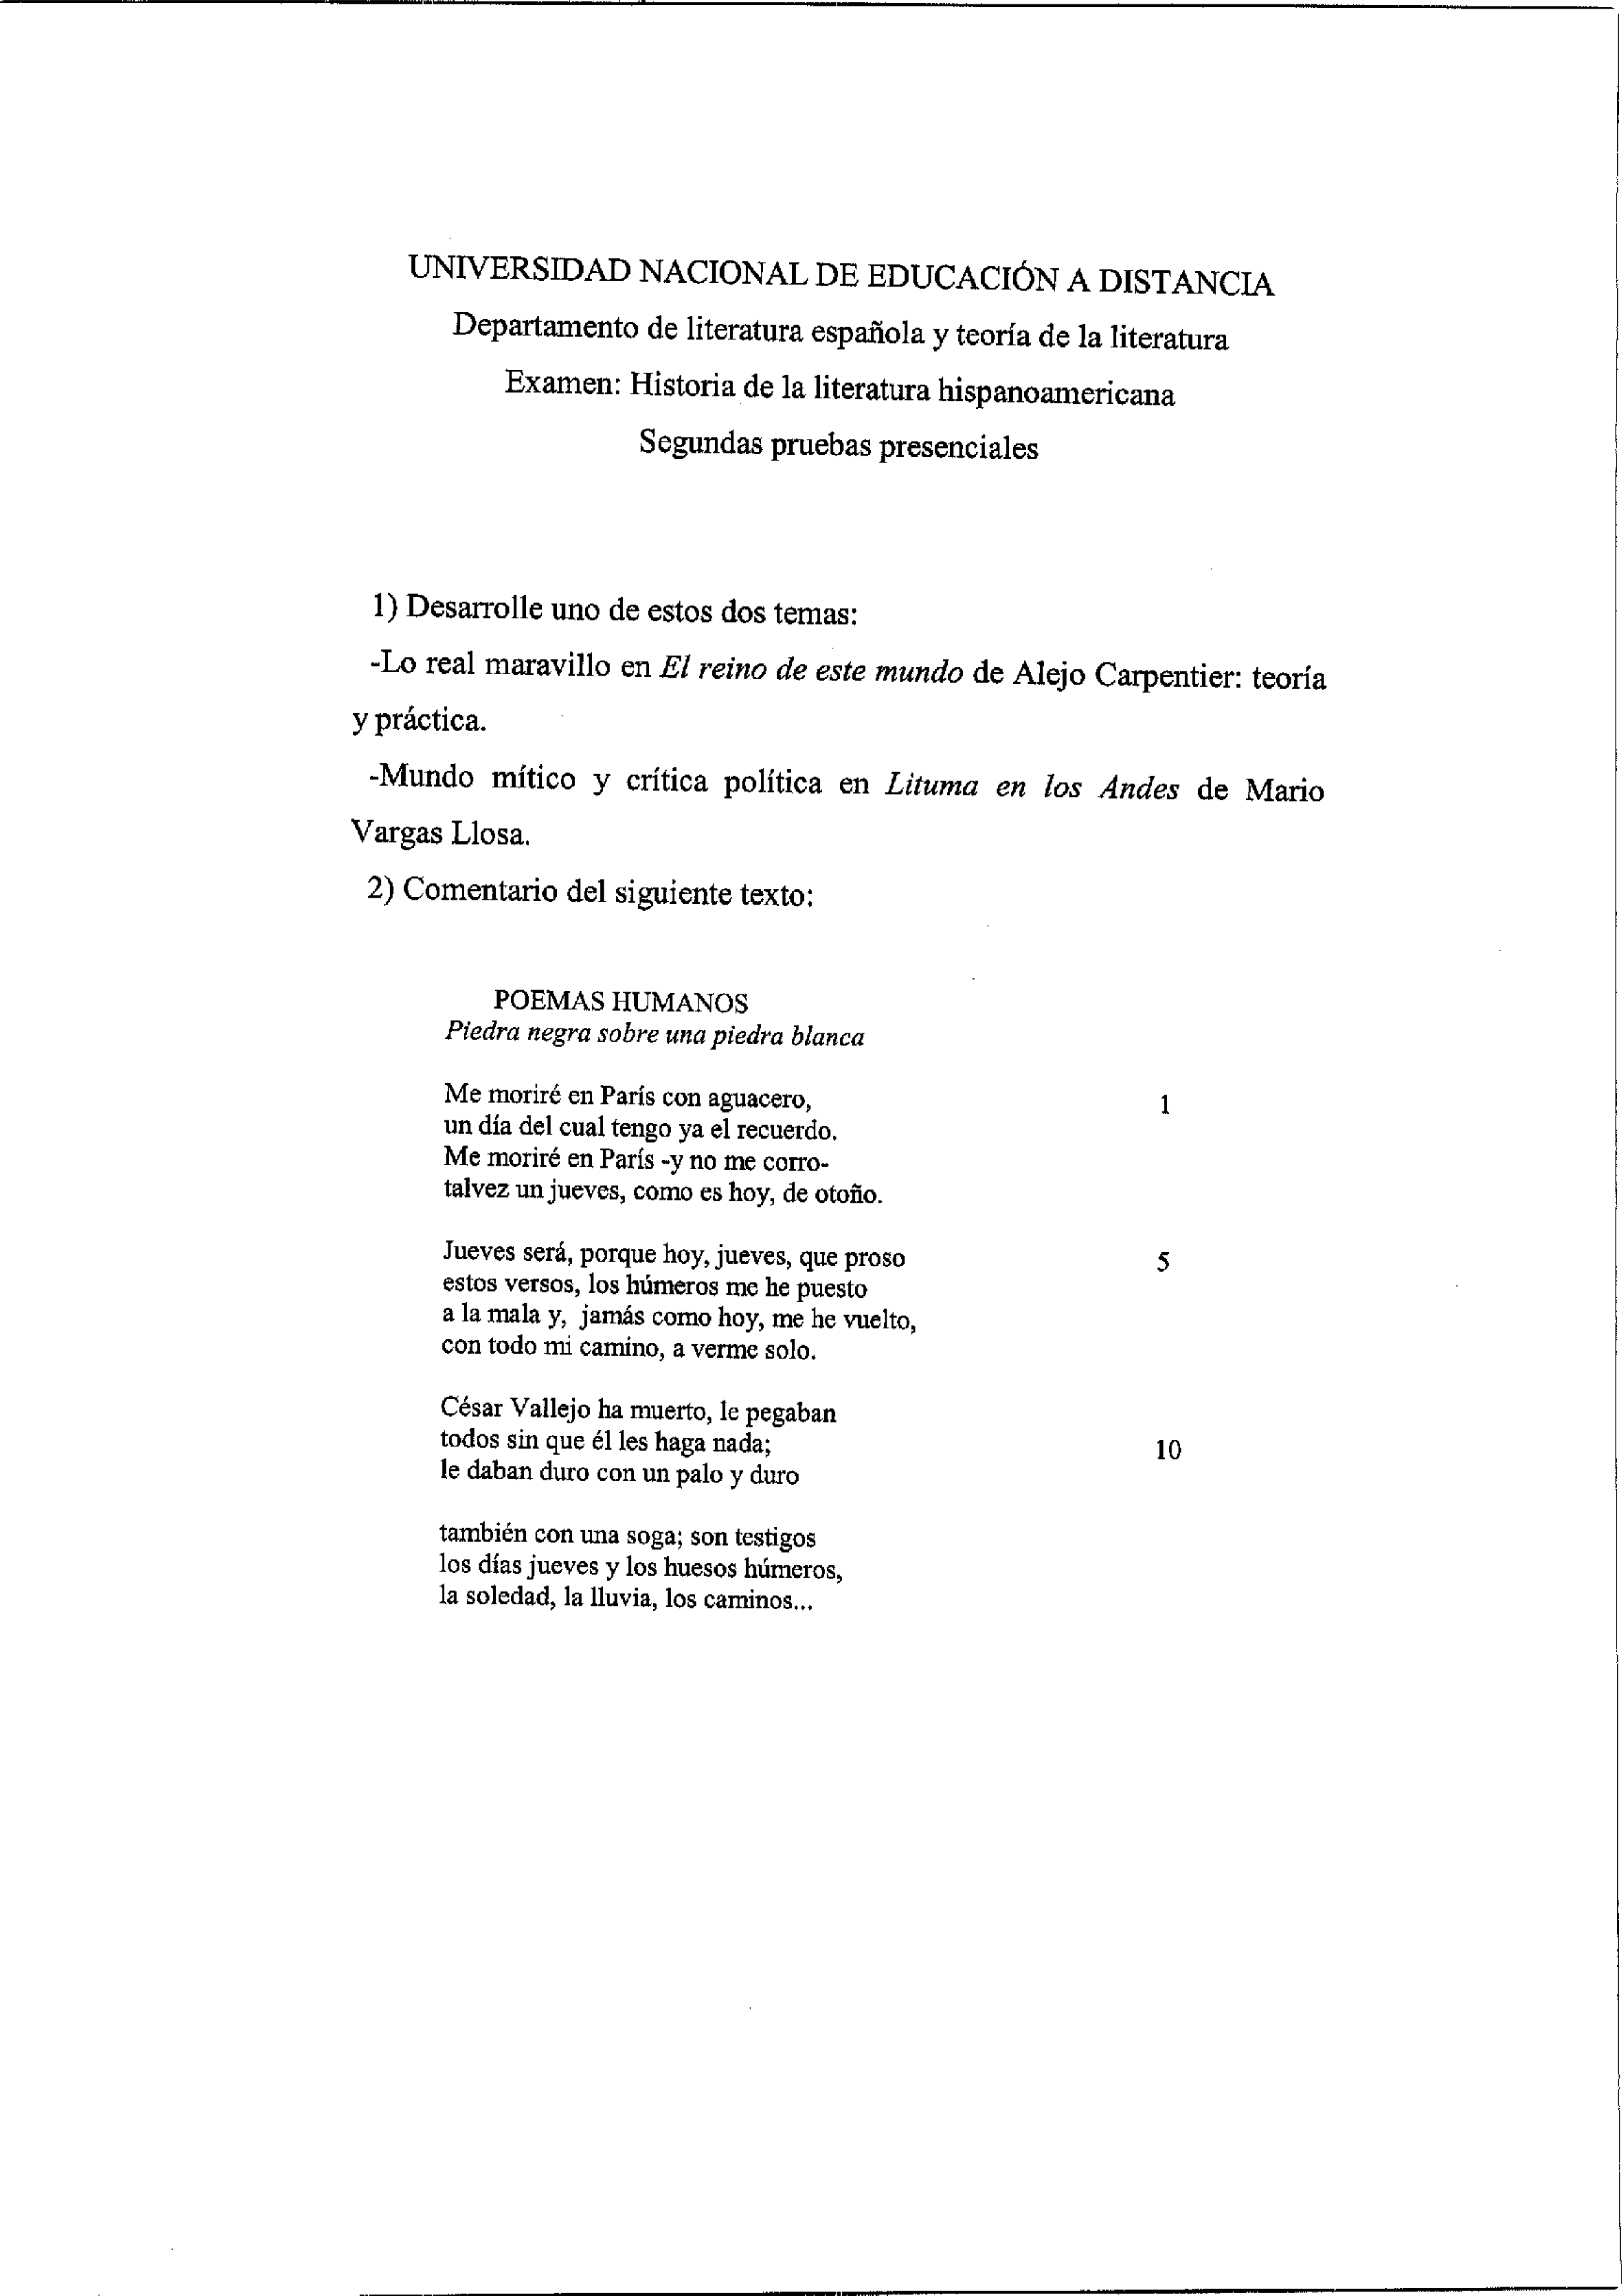 UNIVERSIDAD NACIONAL DE EDUCACIÓN A DISTANCIA
Departamento de literatura española y teoría de la literatura
Examen: Historia de la literatura hispanoamericana
Segundas pruebas presenciales
1) Desarrolle uno de estos dos temas:
-Lo real maravillo en El reino de este mundo de Alejo Carpentier: teoría
y práctica.
-Mundo mítico y crítica política en Lituma en los Andes de Mario
Vargas Llosa.
2) Comentario del siguiente texto:
POEMAS HUMANOS
Piedra negra sobre una piedra blanca
Me moriré en París con aguacero, 1
un día del cual tengo ya el recuerdo.
Me moriré en París -y no me corro-
talvez un jueves, como es hoy, de otoño.
Jueves será, porque hoy, jueves, que proso 5
estos versos, los húmeros me he puesto
a la mala y, jamás como hoy, me he vuelto,
con todo mi camino, a verme solo.
César Vallejo ha muerto, le pegaban
todos sin que él les haga nada; 10
le daban duro con un palo y duro
también con una soga; son testigos
los días jueves y los huesos húmeros,
la soledad, la lluvia, los caminos...